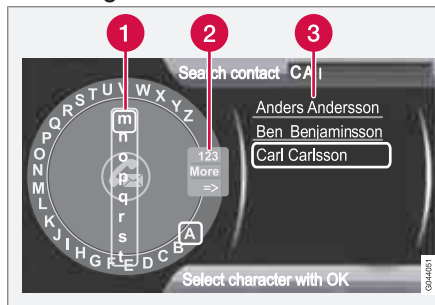 1 2 3
Search contact CA
A B C D E F G H I J K L M N O P Q R S T U V W X Y Z
m
n
o
p
q
r
s
t
123
More
=>
Anders Andersson
Ben Benjaminsson
Carl Carlsson
Select character with OK
G044051